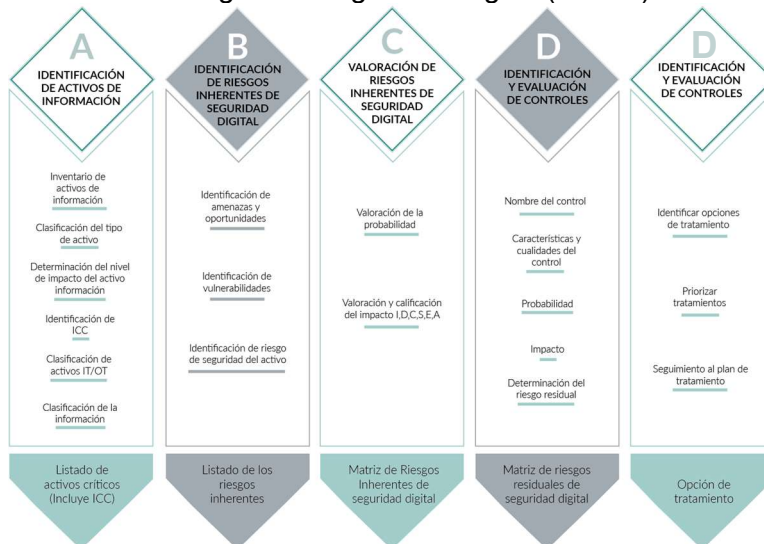 A
IDENTIFICACIÓN
DE ACTIVOS DE
INFORMACIÓN
Inventario de
activos de
información
Clasificación del tipo
de activo
Determinación del nivel
de impacto del activo
información
Identificación de
ICC
Clasificación de
activos IT/OT
Clasificación de la
información
Listado de
activos críticos
(Incluye ICC)
B
IDENTIFICACIÓN
DE RIESGOS
INHERENTES DE
SEGURIDAD
DIGITAL
Identificación de
amenazas y
oportunidades
Identificación de
vulnerabilidades
Identificación de riesgo
de seguridad del activo
Listado de los
riesgos
inherentes
C
VALORACIÓN DE
RIESGOS
INHERENTES DE
SEGURIDAD
DIGITAL
Valoración de la
probabilidad
Valoración y calificación
del impacto I,D,C,S,E,A
Matriz de Riesgos
Inherentes de
seguridad digital
D
IDENTIFICACIÓN
Y EVALUACIÓN
DE CONTROLES
Nombre del control
Características y
cualidades del
control
Probabilidad
Impacto
Determinación del
riesgo residual
Matriz de riesgos
residuales de
seguridad digital
D
IDENTIFICACIÓN
Y EVALUACIÓN
DE CONTROLES
Identificar opciones
de tratamiento
Priorizar
tratamientos
Seguimiento al plan de
tratamiento
Opción de
tratamiento